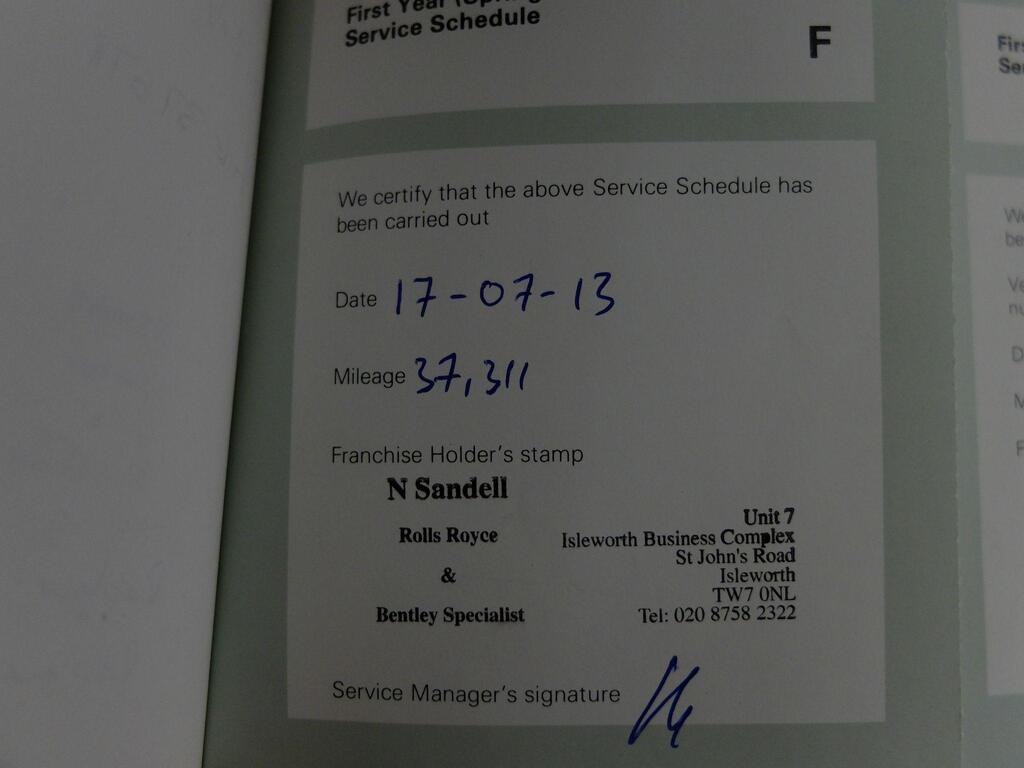 First Year
Service Schedule
F
We certify that the above Service Schedule has
been carried out
Date 17-07-13
Mileage 37,311
Franchise Holder's stamp
N Sandell
Rolls Royce
&
Bentley Specialist
Unit 7
Isleworth Business Complex
St John's Road
Isleworth
TW7 0NL
Tel: 020 8758 2322
Service Manager's signature